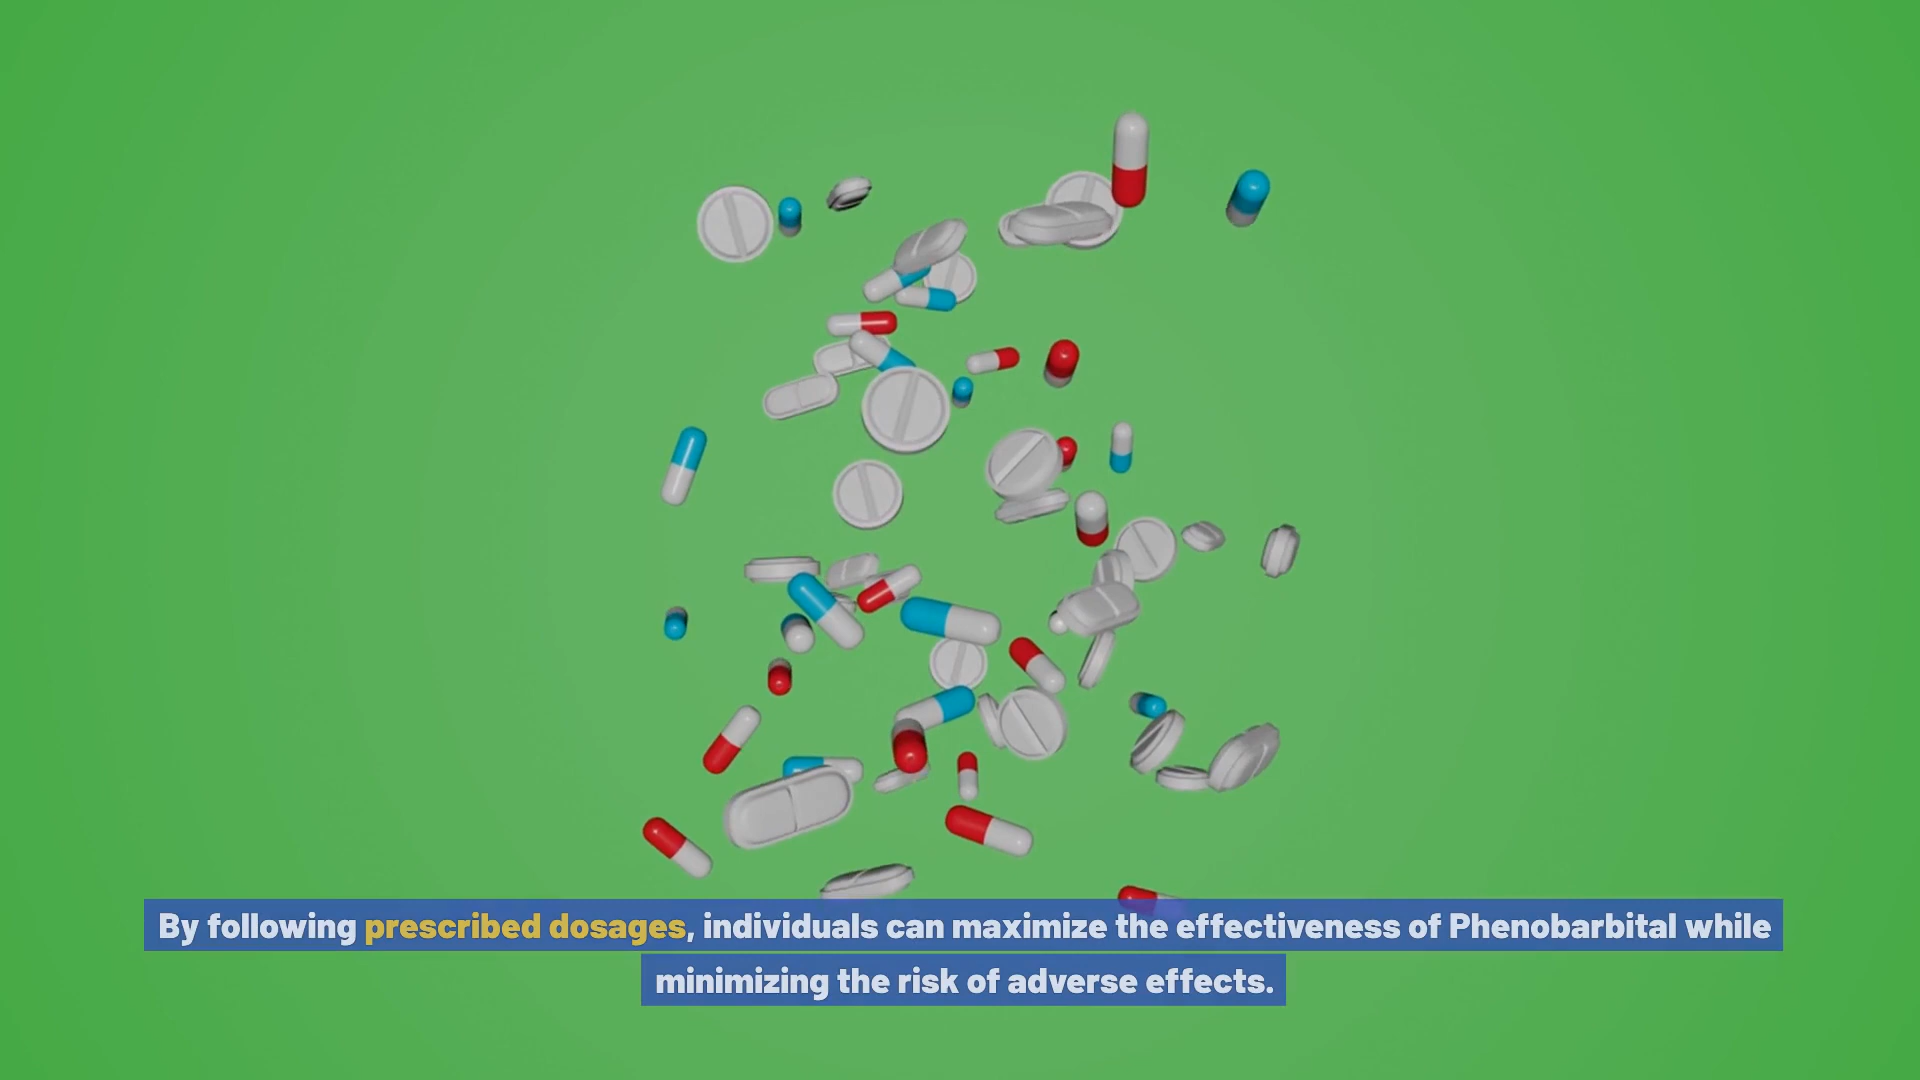 By following prescribed dosages, individuals can maximize the effectiveness of Phenobarbital while
minimizing the risk of adverse effects.